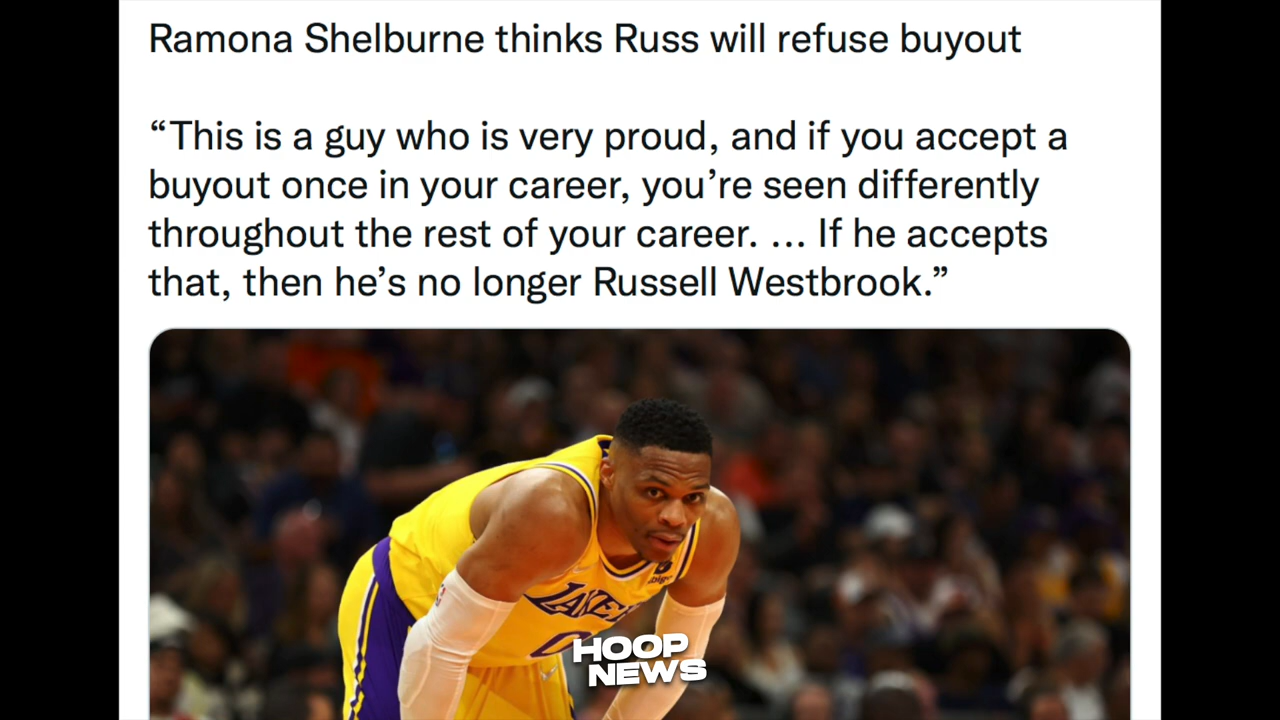 Ramona Shelburne thinks Russ will refuse buyout
“This is a guy who is very proud, and if you accept a
buyout once in your career, you’re seen differently
throughout the rest of your career. ... If he accepts
that, then he’s no longer Russell Westbrook.”
LAKERS
0
HOOP
NEWS